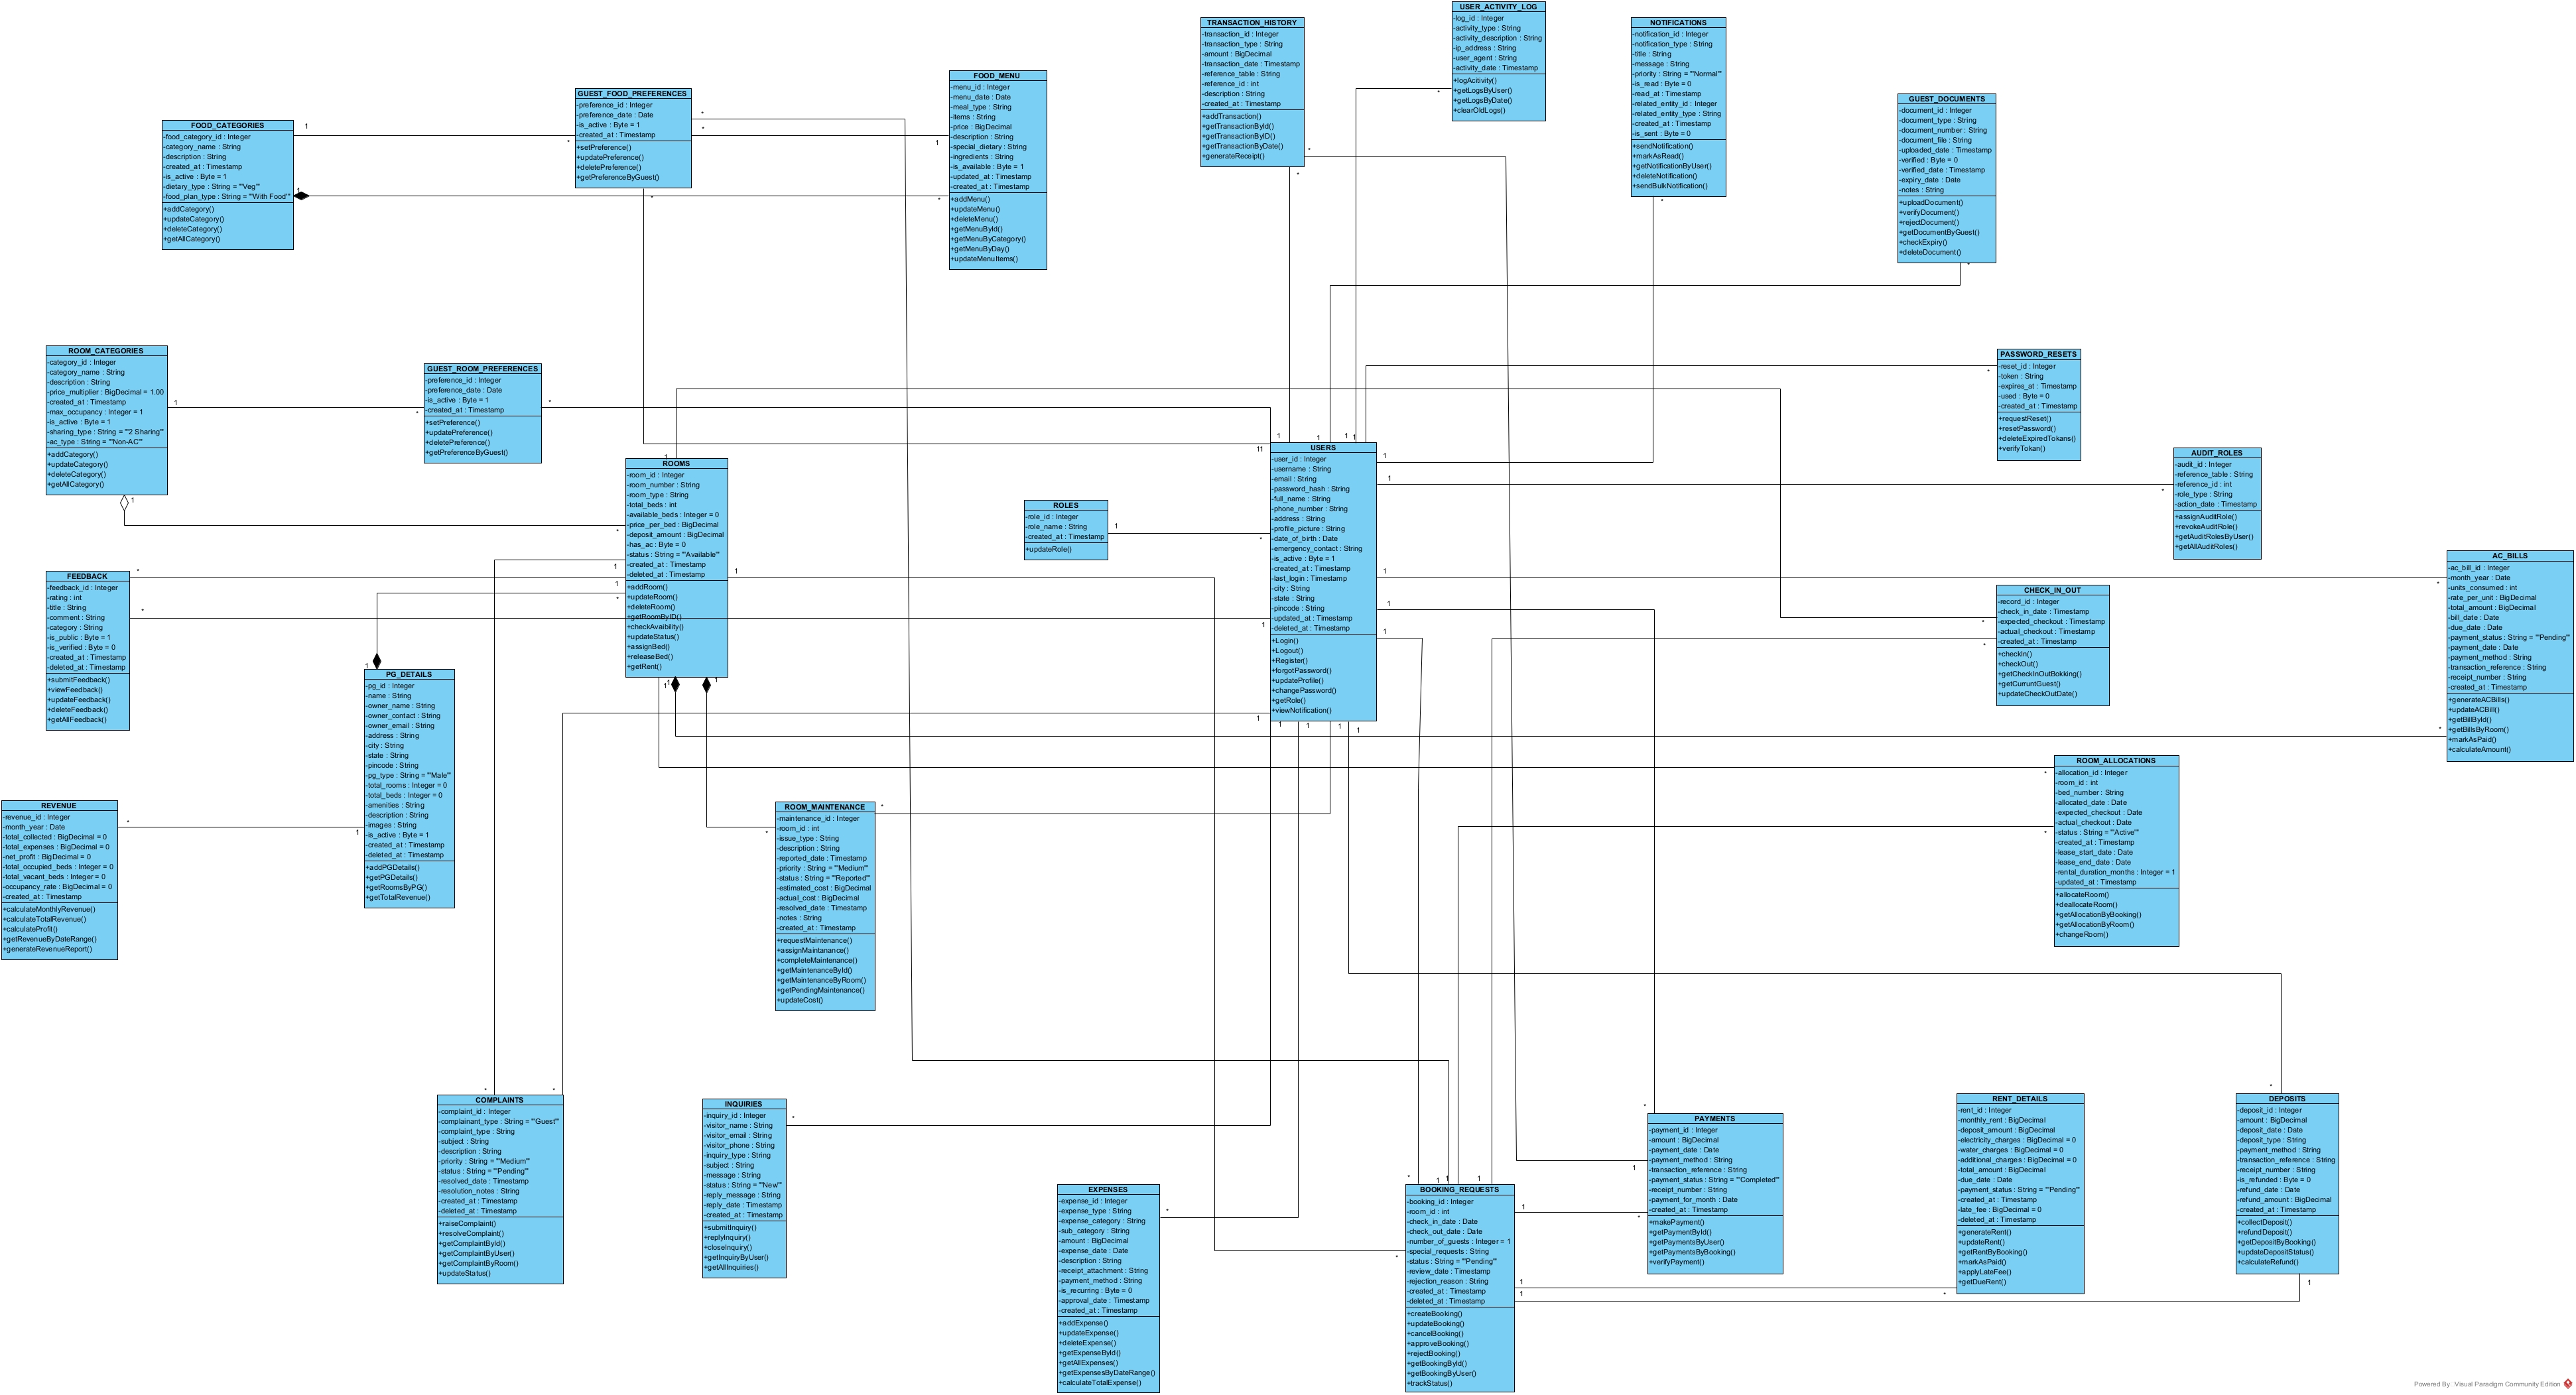 USER_ACTIVITY_LOG
-log_id : Integer
-activity_type : String
-activity_description : String
-ip_address : String
-user_agent : String
-activity_date : Timestamp
+logAcitivity()
+getLogsByUser()
+getLogsByDate()
+clearOldLogs()
TRANSACTION_HISTORY
-transaction_id : Integer
-transaction_type : String
-amount : BigDecimal
-transaction_date : Timestamp
-reference_table : String
-reference_id : int
-description : String
-created_at : Timestamp
+addTransaction()
+getTransactionById()
+getTransactionByID()
+getTransactionByDate()
+generateReceipt()
NOTIFICATIONS
-notification_id : Integer
-notification_type : String
-title : String
-message : String
-priority : String = "'Normal'"
-is_read : Byte = 0
-read_at : Timestamp
-related_entity_id : Integer
-related_entity_type : String
-created_at : Timestamp
-is_sent : Byte = 0
+sendNotification()
+markAsRead()
+getNotificationByUser()
+deleteNotification()
+sendBulkNotification()
FOOD_MENU
-menu_id : Integer
-menu_date : Date
-meal_type : String
-items : String
-price : BigDecimal
-description : String
-special_dietary : String
-ingredients : String
-is_available : Byte = 1
-updated_at : Timestamp
-created_at : Timestamp
+addMenu()
+updateMenu()
+deleteMenu()
+getMenuById()
+getMenuByCategory()
+getMenuByDay()
+updateMenuItems()
GUEST_FOOD_PREFERENCES
-preference_id : Integer
-preference_date : Date
-is_active : Byte = 1
-created_at : Timestamp
+setPreference()
+updatePreference()
+deletePreference()
+getPreferenceByGuest()
GUEST_DOCUMENTS
-document_id : Integer
-document_type : String
-document_number : String
-document_file : String
-uploaded_date : Timestamp
-verified : Byte = 0
-verified_date : Timestamp
-expiry_date : Date
-notes : String
+uploadDocument()
+verifyDocument()
+rejectDocument()
+getDocumentByGuest()
+checkExpiry()
+deleteDocument()
FOOD_CATEGORIES
-food_category_id : Integer
-category_name : String
-description : String
-created_at : Timestamp
-is_active : Byte = 1
-dietary_type : String = "'Veg'"
-food_plan_type : String = "'With Food'"
+addCategory()
+updateCategory()
+deleteCategory()
+getAllCategory()
ROOM_CATEGORIES
-category_id : Integer
-category_name : String
-description : String
-price_multiplier : BigDecimal = 1.00
-created_at : Timestamp
-max_occupancy : Integer = 1
-is_active : Byte = 1
-sharing_type : String = "'2 Sharing'"
-ac_type : String = "'Non-AC'"
+addCategory()
+updateCategory()
+deleteCategory()
+getAllCategory()
GUEST_ROOM_PREFERENCES
-preference_id : Integer
-preference_date : Date
-is_active : Byte = 1
-created_at : Timestamp
+setPreference()
+updatePreference()
+deletePreference()
+getPreferenceByGuest()
PASSWORD_RESETS
-reset_id : Integer
-token : String
-expires_at : Timestamp
-used : Byte = 0
-created_at : Timestamp
+requestReset()
+resetPassword()
+deleteExpiredTokans()
+verifyTokan()
USERS
-user_id : Integer
-username : String
-email : String
-password_hash : String
-full_name : String
-phone_number : String
-address : String
-profile_picture : String
-date_of_birth : Date
-emergency_contact : String
-is_active : Byte = 1
-created_at : Timestamp
-last_login : Timestamp
-city : String
-state : String
-pincode : String
-updated_at : Timestamp
-deleted_at : Timestamp
+Login()
+Logout()
+Register()
+forgotPassword()
+updateProfile()
+changePassword()
+getRole()
+viewNotification()
AUDIT_ROLES
-audit_id : Integer
-reference_table : String
-reference_id : int
-role_type : String
-action_date : Timestamp
+assignAuditRole()
+revokeAuditRole()
+getAuditRolesByUser()
+getAllAuditRoles()
ROOMS
-room_id : Integer
-room_number : String
-room_type : String
-total_beds : int
-available_beds : Integer = 0
-price_per_bed : BigDecimal
-deposit_amount : BigDecimal
-has_ac : Byte = 0
-status : String = "'Available'"
-created_at : Timestamp
-deleted_at : Timestamp
+addRoom()
+updateRoom()
+deleteRoom()
+getRoomByID()
+checkAvaibility()
+updateStatus()
+assignBed()
+releaseBed()
+getRent()
ROLES
-role_id : Integer
-role_name : String
-created_at : Timestamp
+updateRole()
AC_BILLS
-ac_bill_id : Integer
-month_year : Date
-units_consumed : int
-rate_per_unit : BigDecimal
-total_amount : BigDecimal
-bill_date : Date
-due_date : Date
-payment_status : String = "'Pending'"
-payment_date : Date
-payment_method : String
-transaction_reference : String
-receipt_number : String
-created_at : Timestamp
+generateACBills()
+updateACBill()
+getBillById()
+getBillsByRoom()
+markAsPaid()
+calculateAmount()
FEEDBACK
-feedback_id : Integer
-rating : int
-title : String
-comment : String
-category : String
-is_public : Byte = 1
-is_verified : Byte = 0
-created_at : Timestamp
-deleted_at : Timestamp
+submitFeedback()
+viewFeedback()
+updateFeedback()
+deleteFeedback()
+getAllFeedback()
CHECK_IN_OUT
-record_id : Integer
-check_in_date : Timestamp
-expected_checkout : Timestamp
-actual_checkout : Timestamp
-created_at : Timestamp
+checkIn()
+checkOut()
+getCheckInOutBokking()
+getCurruntGuest()
+updateCheckOutDate()
PG_DETAILS
-pg_id : Integer
-name : String
-owner_name : String
-owner_contact : String
-owner_email : String
-address : String
-city : String
-state : String
-pincode : String
-pg_type : String = "'Male'"
-total_rooms : Integer = 0
-total_beds : Integer = 0
-amenities : String
-description : String
-images : String
-is_active : Byte = 1
-created_at : Timestamp
-deleted_at : Timestamp
+addPGDetails()
+getPGDetails()
+getRoomsByPG()
+getTotalRevenue()
ROOM_ALLOCATIONS
-allocation_id : Integer
-room_id : int
-bed_number : String
-allocated_date : Date
-expected_checkout : Date
-actual_checkout : Date
-status : String = "'Active'"
-created_at : Timestamp
-lease_start_date : Date
-lease_end_date : Date
-rental_duration_months : Integer = 1
-updated_at : Timestamp
+allocateRoom()
+deallocateRoom()
+getAllocationByBooking()
+getAllocationByRoom()
+changeRoom()
REVENUE
-revenue_id : Integer
-month_year : Date
-total_collected : BigDecimal = 0
-total_expenses : BigDecimal = 0
-net_profit : BigDecimal = 0
-total_occupied_beds : Integer = 0
-total_vacant_beds : Integer = 0
-occupancy_rate : BigDecimal = 0
-created_at : Timestamp
+calculateMonthlyRevenue()
+calculateTotalRevenue()
+calculateProfit()
+getRevenueByDateRange()
+generateRevenueReport()
ROOM_MAINTENANCE
-maintenance_id : Integer
-room_id : int
-issue_type : String
-description : String
-reported_date : Timestamp
-priority : String = "'Medium'"
-status : String = "'Reported'"
-estimated_cost : BigDecimal
-actual_cost : BigDecimal
-resolved_date : Timestamp
-notes : String
-created_at : Timestamp
+requestMaintenance()
+assignMaintanance()
+completeMaintenance()
+getMaintenanceById()
+getMaintenanceByRoom()
+getPendingMaintenance()
+updateCost()
COMPLAINTS
-complaint_id : Integer
-complainant_type : String = "'Guest'"
-complaint_type : String
-subject : String
-description : String
-priority : String = "'Medium'"
-status : String = "'Pending'"
-resolved_date : Timestamp
-resolution_notes : String
-created_at : Timestamp
-deleted_at : Timestamp
+raiseComplaint()
+resolveComplaint()
+getComplaintById()
+getComplaintByUser()
+getComplaintByRoom()
+updateStatus()
INQUIRIES
-inquiry_id : Integer
-visitor_name : String
-visitor_email : String
-visitor_phone : String
-inquiry_type : String
-subject : String
-message : String
-status : String = "'New'"
-reply_message : String
-reply_date : Timestamp
-created_at : Timestamp
+submitInquiry()
+replyInquiry()
+closeInquiry()
+getInquiryByUser()
+getAllInquiries()
PAYMENTS
-payment_id : Integer
-amount : BigDecimal
-payment_date : Date
-payment_method : String
-transaction_reference : String
-payment_status : String = "'Completed'"
-receipt_number : String
-payment_for_month : Date
-created_at : Timestamp
+makePayment()
+getPaymentById()
+getPaymentsByUser()
+getPaymentsByBooking()
+verifyPayment()
RENT_DETAILS
-rent_id : Integer
-monthly_rent : BigDecimal
-deposit_amount : BigDecimal
-electricity_charges : BigDecimal = 0
-water_charges : BigDecimal = 0
-additional_charges : BigDecimal = 0
-total_amount : BigDecimal
-due_date : Date
-payment_status : String = "'Pending'"
-created_at : Timestamp
-late_fee : BigDecimal = 0
-deleted_at : Timestamp
+generateRent()
+updateRent()
+getRentByBooking()
+markAsPaid()
+applyLateFee()
+getDueRent()
DEPOSITS
-deposit_id : Integer
-amount : BigDecimal
-deposit_date : Date
-deposit_type : String
-payment_method : String
-transaction_reference : String
-receipt_number : String
-is_refunded : Byte = 0
-refund_date : Date
-refund_amount : BigDecimal
-created_at : Timestamp
+collectDeposit()
+refundDeposit()
+getDepositByBooking()
+updateDepositStatus()
+calculateRefund()
EXPENSES
-expense_id : Integer
-expense_type : String
-expense_category : String
-sub_category : String
-amount : BigDecimal
-expense_date : Date
-description : String
-receipt_attachment : String
-payment_method : String
-is_recurring : Byte = 0
-approval_date : Timestamp
-created_at : Timestamp
+addExpense()
+updateExpense()
+deleteExpense()
+getExpenseById()
+getAllExpenses()
+getExpensesByDateRange()
+calculateTotalExpense()
BOOKING_REQUESTS
-booking_id : Integer
-room_id : int
-check_in_date : Date
-check_out_date : Date
-number_of_guests : Integer = 1
-special_requests : String
-status : String = "'Pending'"
-review_date : Timestamp
-rejection_reason : String
-created_at : Timestamp
-deleted_at : Timestamp
+createBooking()
+updateBooking()
+cancelBooking()
+approveBooking()
+rejectBooking()
+getBookingById()
+getBookingByUser()
+trackStatus()
Powered By: Visual Paradigm Community Edition